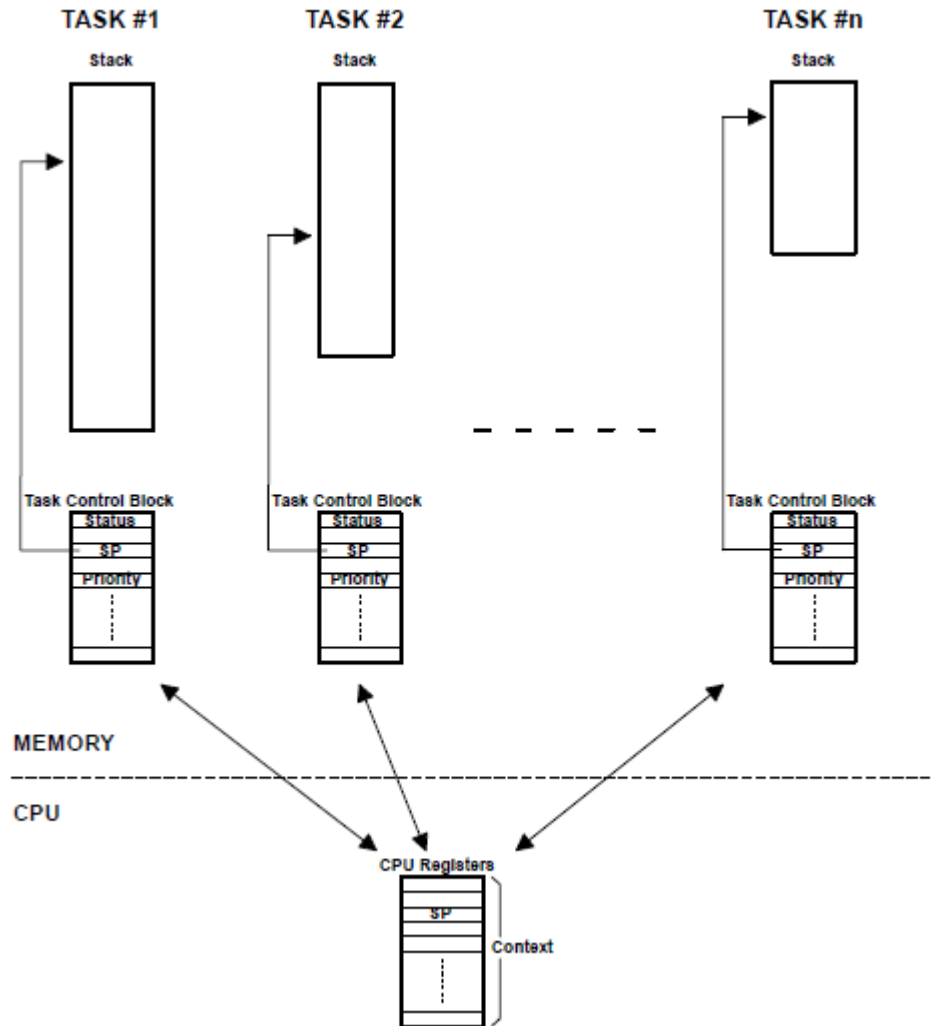 TASK #1 TASK #2 TASK #n
Stack Stack Stack
Task Control Block Task Control Block Task Control Block
Status Status Status
SP SP SP
Priority Priority Priority
MEMORY
CPU
CPU Registers
SP
Context